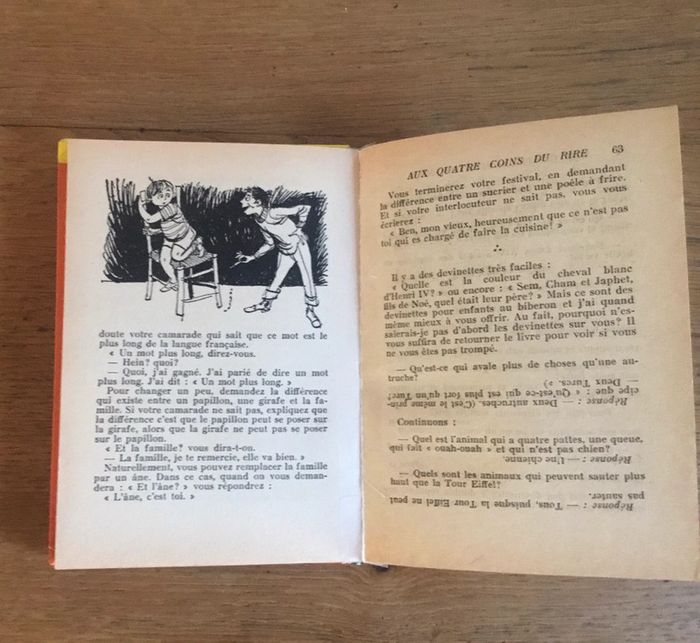 doute votre camarade qui sait que ce mot est le
plus long de la langue française.
« Un mot plus long, direz-vous.
— Hein? quoi?
— Quoi, j'ai gagné. J'ai parié de dire un mot
plus long. J'ai dit : « Un mot plus long. »
Pour changer un peu, demandez la différence
qui existe entre un papillon, une girafe et la fa-
mille. Si votre camarade ne sait pas, expliquez que
la différence c'est que le papillon peut se poser sur
la girafe, alors que la girafe ne peut pas se poser
sur le papillon.
« Et la famille? vous dira-t-on.
— La famille, je te remercie, elle va bien. »
Naturellement, vous pouvez remplacer la famille
par un âne. Dans ce cas, quand on vous deman-
dera : « Et l'âne? » vous répondrez :
« L'âne, c'est toi. »
AUX QUATRE COINS DU RIRE 63
Vous terminerez votre festival, en demandant
la différence entre un sucrier et une poêle à frire.
Et si votre interlocuteur ne sait pas, vous vous
écrierez :
« Ben, mon vieux, heureusement que ce n'est pas
toi qui es chargé de faire la cuisine! »
Il y a des devinettes très faciles :
« Quelle est la couleur du cheval blanc
d'Henri IV? » ou encore : « Sem, Cham et Japhet,
fils de Noé, quel était leur père? » Mais ce sont des
devinettes pour enfants au biberon et j'ai quand
même mieux à vous offrir. Au fait, pourquoi n'es-
saierais-je pas d'abord les devinettes sur vous? Il
vous suffira de retourner le livre pour voir si vous
ne vous êtes pas trompé.
— Qu'est-ce qui avale plus de choses qu'une au-
truche?
Réponse : — Deux autruches. (C'est le même prin-
cipe que : « Qu'est-ce qui est plus fort qu'un Turc?
— Deux Turcs. »)
Continuons :
— Quel est l'animal qui a quatre pattes, une queue,
qui fait « ouah-ouah » et qui n'est pas chien?
Réponse : — Une chienne.
— Quels sont les animaux qui peuvent sauter plus
haut que la Tour Eiffel?
Réponse : — Tous, puisque la Tour Eiffel ne peut
pas sauter.